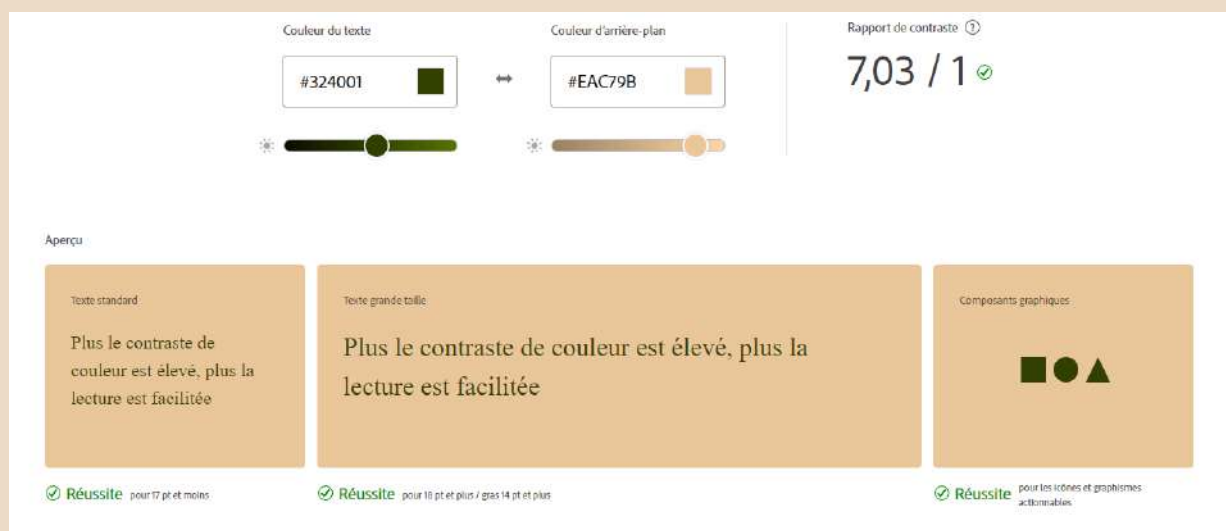 Couleur du texte
Couleur d'arrière-plan
Rapport de contraste ?
#324001
#EAC79B
7,03 / 1
Aperçu
Texte standard
Plus le contraste de
couleur est élevé, plus la
lecture est facilitée
Texte grande taille
Plus le contraste de couleur est élevé, plus la
lecture est facilitée
Composants graphiques
Réussite pour 17 pt et moins
Réussite pour 18 pt et plus / gras 14 pt et plus
Réussite pour les icônes et graphismes
actionnables